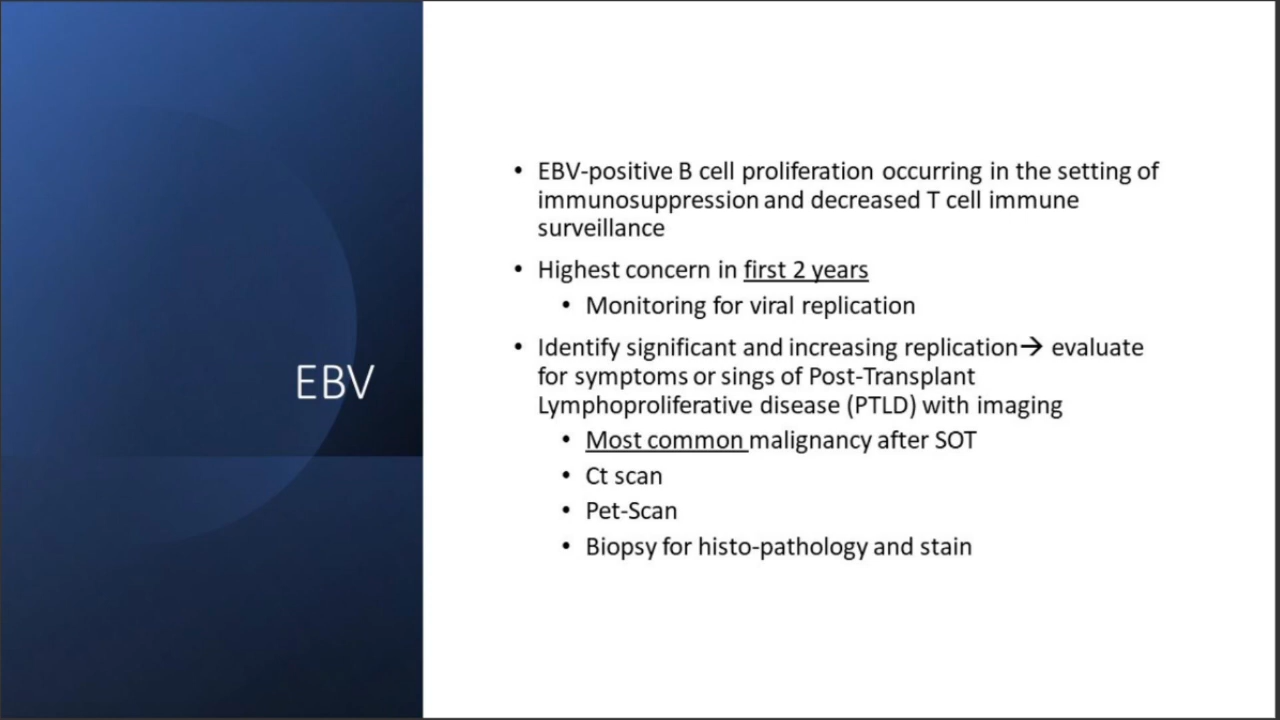 EBV
• EBV-positive B cell proliferation occurring in the setting of
immunosuppression and decreased T cell immune
surveillance
• Highest concern in first 2 years
• Monitoring for viral replication
• Identify significant and increasing replication→ evaluate
for symptoms or sings of Post-Transplant
Lymphoproliferative disease (PTLD) with imaging
• Most common malignancy after SOT
• Ct scan
• Pet-Scan
• Biopsy for histo-pathology and stain